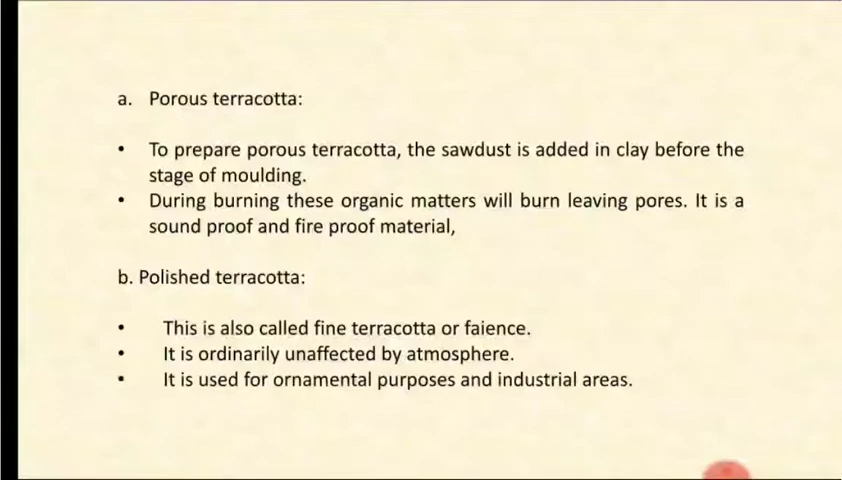 a. Porous terracotta:
• To prepare porous terracotta, the sawdust is added in clay before the
stage of moulding.
• During burning these organic matters will burn leaving pores. It is a
sound proof and fire proof material,
b. Polished terracotta:
• This is also called fine terracotta or faience.
• It is ordinarily unaffected by atmosphere.
• It is used for ornamental purposes and industrial areas.